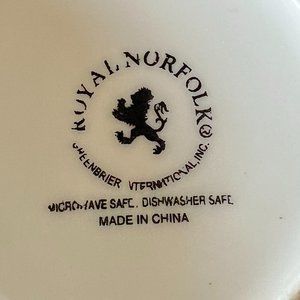 ROYAL NORFOLK®
GREENBRIER INTERNATIONAL, INC.
MICROWAVE SAFE. DISHWASHER SAFE
MADE IN CHINA